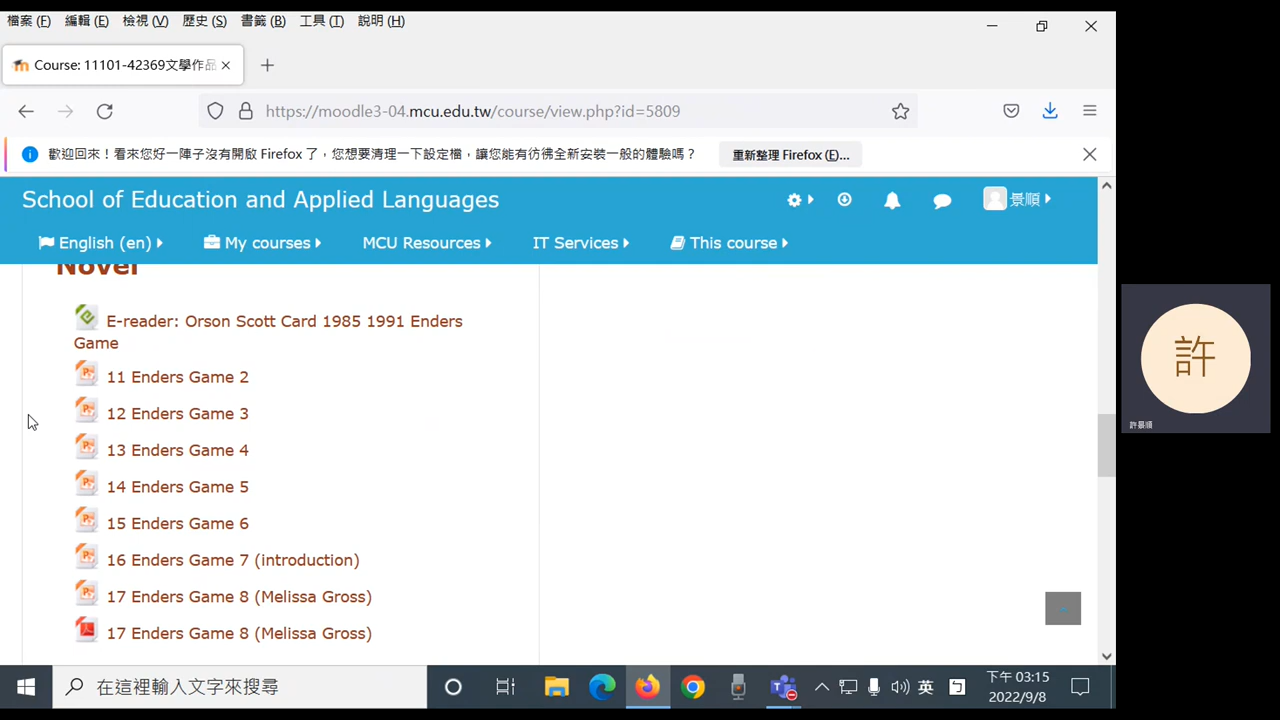 檔案 (F) 編輯 (E) 檢視 (V) 歷史 (S) 書籤 (B) 工具 (T) 說明 (H)
Course: 11101-42369文學作品
https://moodle3-04.mcu.edu.tw/course/view.php?id=5809
歡迎回來！看來您好一陣子沒有開啟 Firefox 了，您想要清理一下設定檔，讓您能有彷彿全新安裝一般的體驗嗎？ 重新整理 Firefox (E)...
School of Education and Applied Languages 景順
English (en) My courses MCU Resources IT Services This course
Novel
E-reader: Orson Scott Card 1985 1991 Enders
Game
11 Enders Game 2
12 Enders Game 3
13 Enders Game 4
14 Enders Game 5
15 Enders Game 6
16 Enders Game 7 (introduction)
17 Enders Game 8 (Melissa Gross)
17 Enders Game 8 (Melissa Gross)
許
許景順
在這裡輸入文字來搜尋
英
下午 03:15
2022/9/8